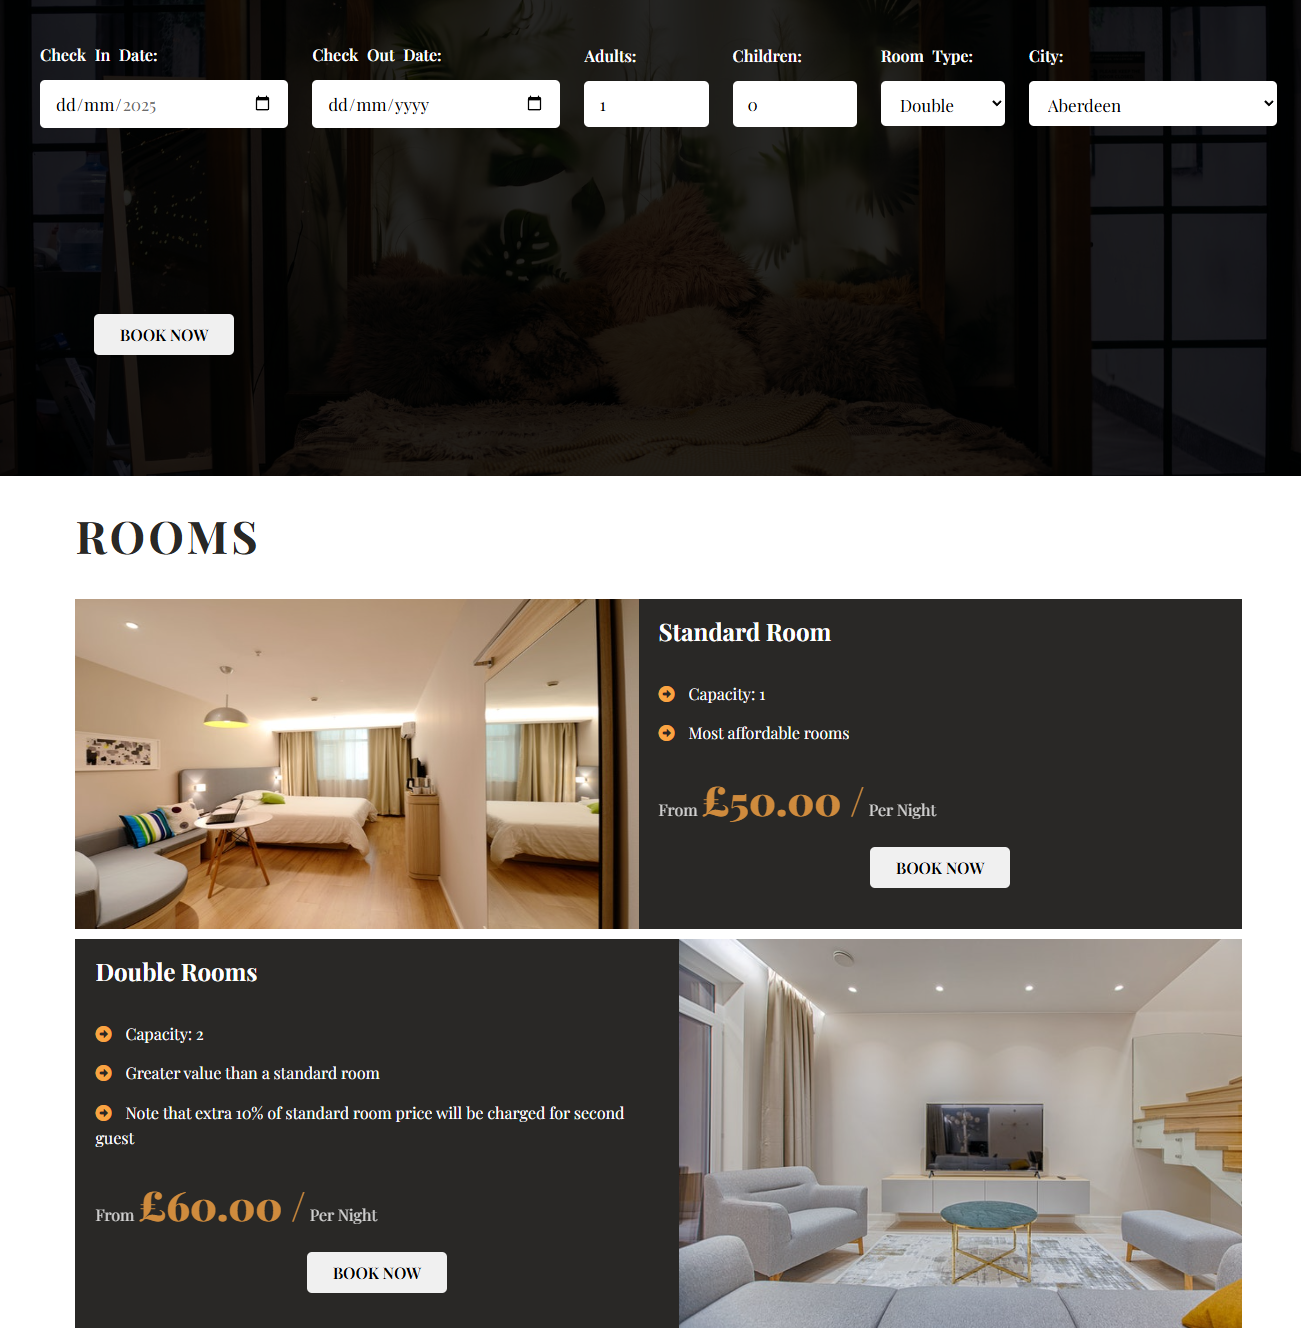 Check In Date: Check Out Date: Adults: Children: Room Type: City:
dd/mm/2025 dd/mm/yyyy 1 0 Double Aberdeen
BOOK NOW
ROOMS
Standard Room
Capacity: 1
Most affordable rooms
From £50.00 / Per Night
BOOK NOW
Double Rooms
Capacity: 2
Greater value than a standard room
Note that extra 10% of standard room price will be charged for second
guest
From £60.00 / Per Night
BOOK NOW